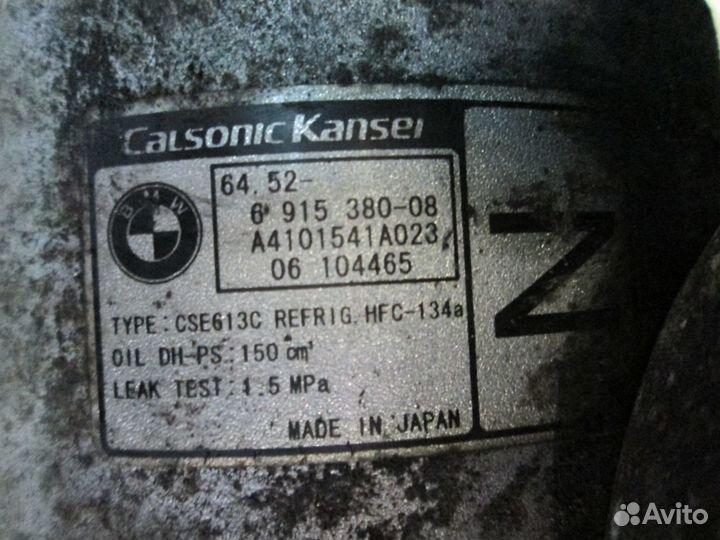 CALSONIC KANSEI
BMW
64.52-
6 915 380-08
A4101541A023
06 104465
TYPE:CSE613C REFRIG. HFC-134a
OIL DH-PS:150 cm³
LEAK TEST:1.5 MPa
MADE IN JAPAN
Z
Avito